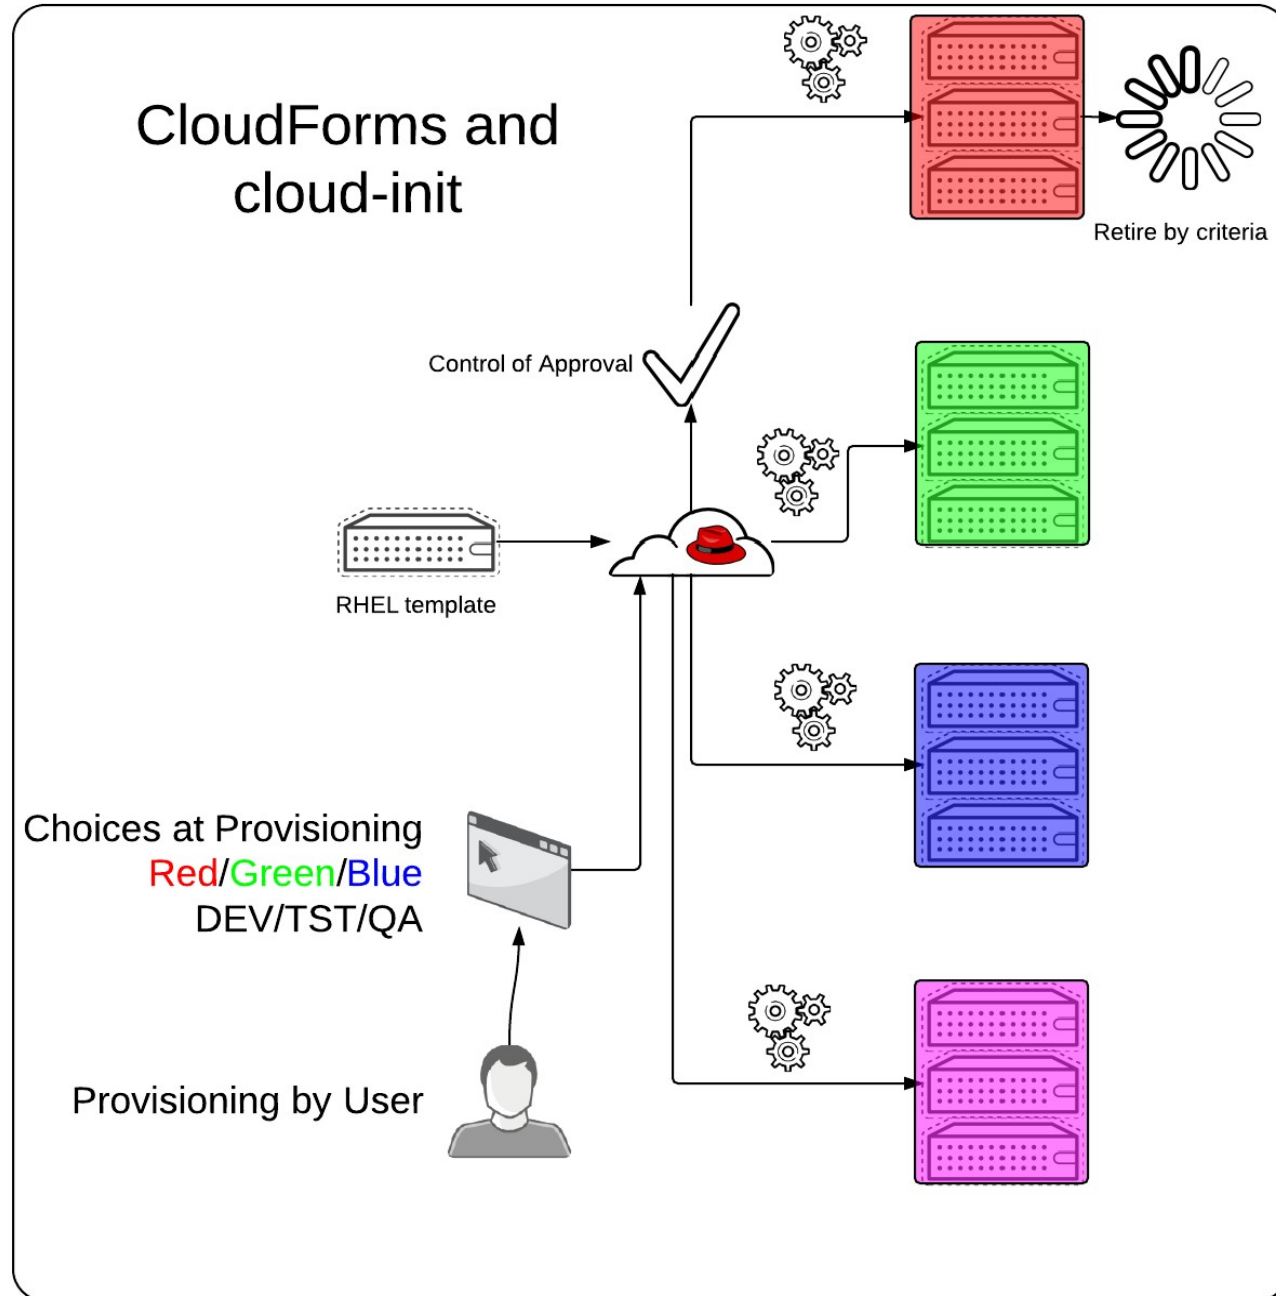 CloudForms and
cloud-init
Retire by criteria
Control of Approval
RHEL template
Choices at Provisioning
Red/Green/Blue
DEV/TST/QA
Provisioning by User